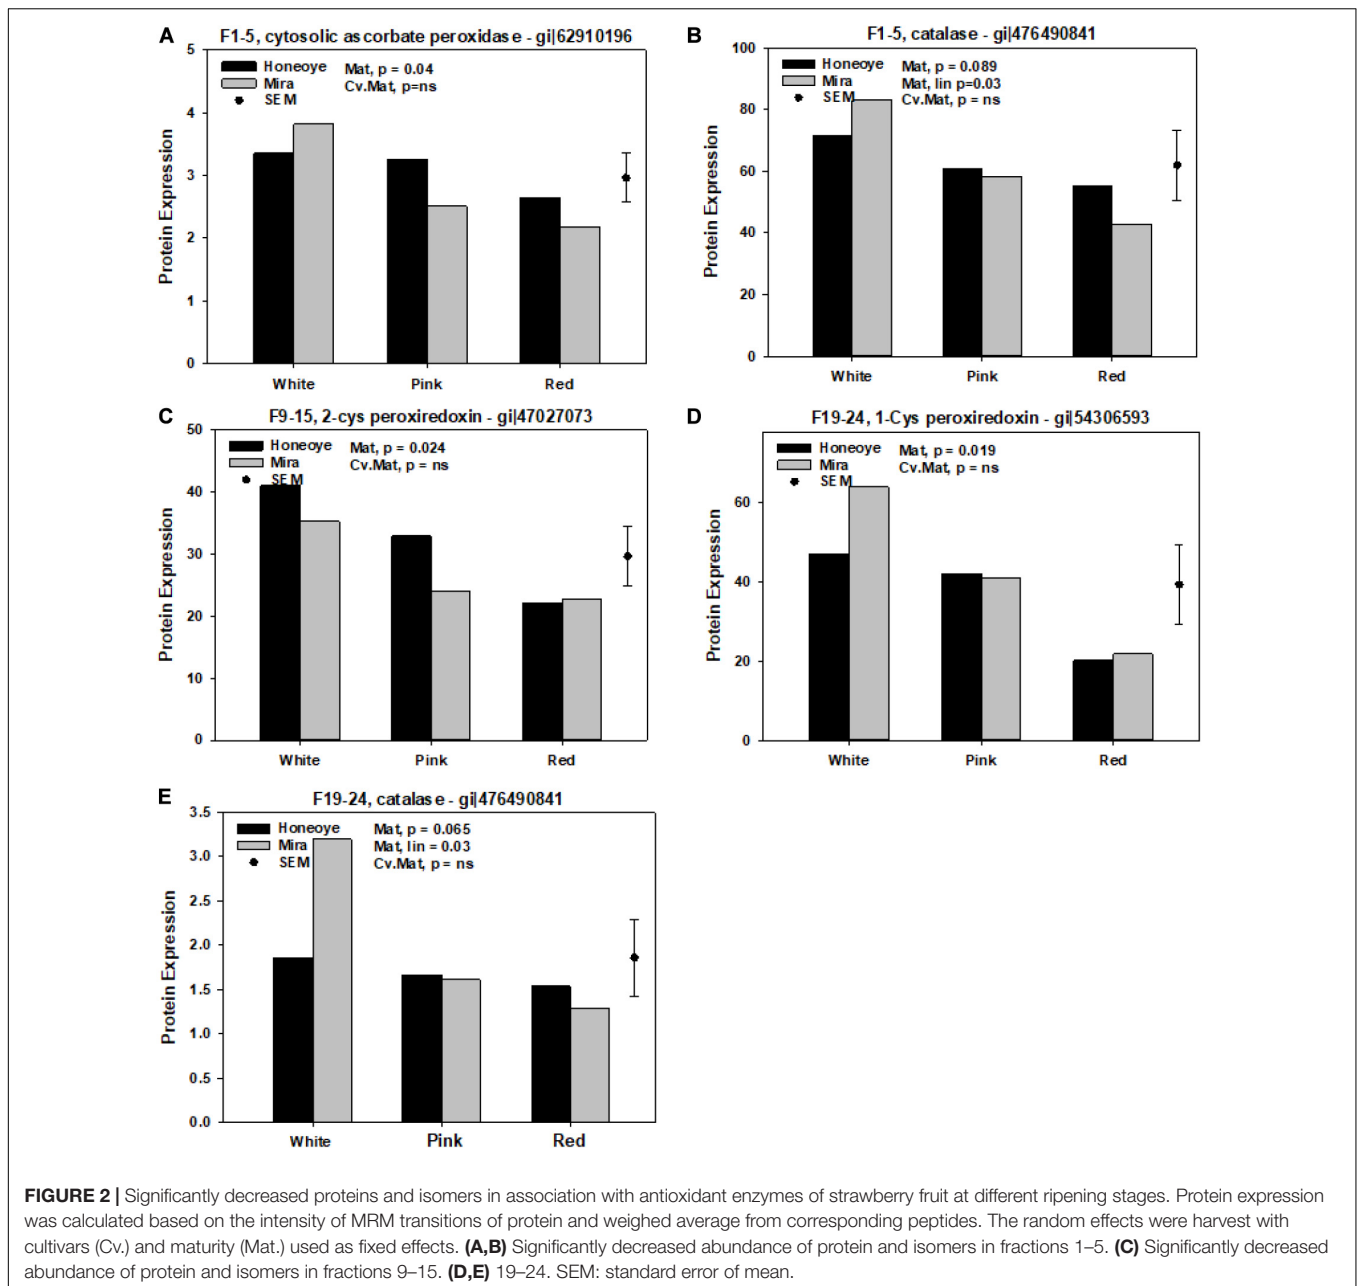 A
F1-5, cytosolic ascorbate peroxidase - gi|62910196
Honeoye
Mira
SEM
Mat, p = 0.04
Cv.Mat, p=ns
Protein Expression
5
4
3
2
1
0
White
Pink
Red
B
F1-5, catalase - gi|476490841
Honeoye
Mira
SEM
Mat, p = 0.089
Mat, lin p=0.03
Cv.Mat, p = ns
Protein Expression
100
80
60
40
20
0
White
Pink
Red
C
F9-15, 2-cys peroxiredoxin - gi|47027073
Honeoye
Mira
SEM
Mat, p = 0.024
Cv.Mat, p = ns
Protein Expression
50
40
30
20
10
0
White
Pink
Red
D
F19-24, 1-Cys peroxiredoxin - gi|54306593
Honeoye
Mira
SEM
Mat, p = 0.019
Cv.Mat, p = ns
Protein Expression
60
40
20
0
White
Pink
Red
E
F19-24, catalase - gi|476490841
Honeoye
Mira
SEM
Mat, p = 0.065
Mat, lin = 0.03
Cv.Mat, p = ns
Protein Expression
3.5
3.0
2.5
2.0
1.5
1.0
0.5
0.0
White
Pink
Red
FIGURE 2 | Significantly decreased proteins and isomers in association with antioxidant enzymes of strawberry fruit at different ripening stages. Protein expression
was calculated based on the intensity of MRM transitions of protein and weighed average from corresponding peptides. The random effects were harvest with
cultivars (Cv.) and maturity (Mat.) used as fixed effects. (A,B) Significantly decreased abundance of protein and isomers in fractions 1–5. (C) Significantly decreased
abundance of protein and isomers in fractions 9–15. (D,E) 19–24. SEM: standard error of mean.